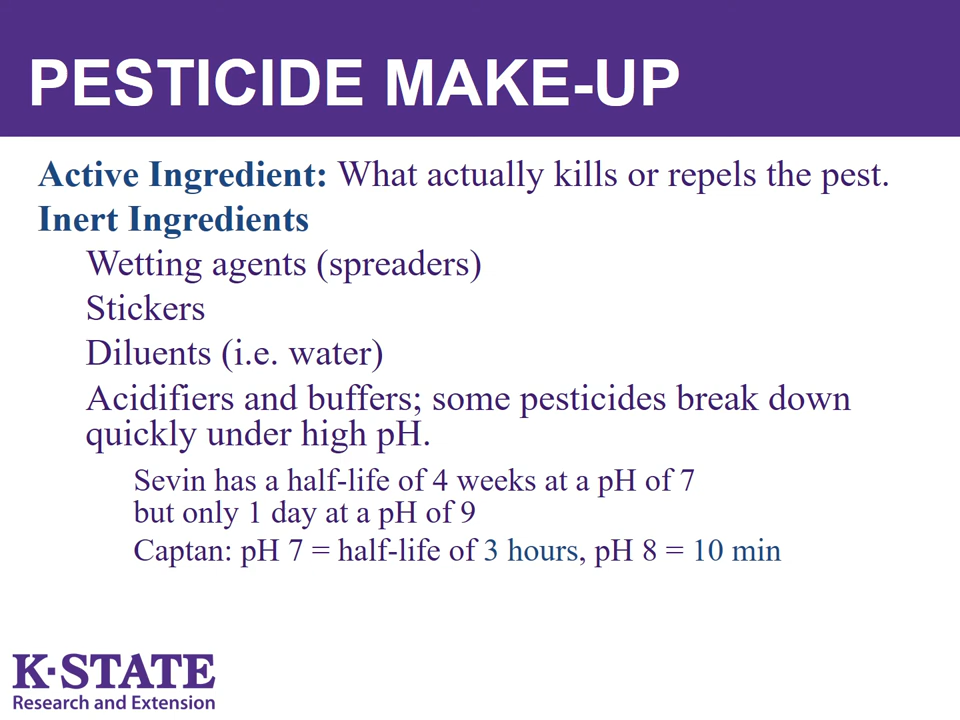 PESTICIDE MAKE-UP
Active Ingredient: What actually kills or repels the pest.
Inert Ingredients
Wetting agents (spreaders)
Stickers
Diluents (i.e. water)
Acidifiers and buffers; some pesticides break down
quickly under high pH.
Sevin has a half-life of 4 weeks at a pH of 7
but only 1 day at a pH of 9
Captan: pH 7 = half-life of 3 hours, pH 8 = 10 min
K·STATE
Research and Extension